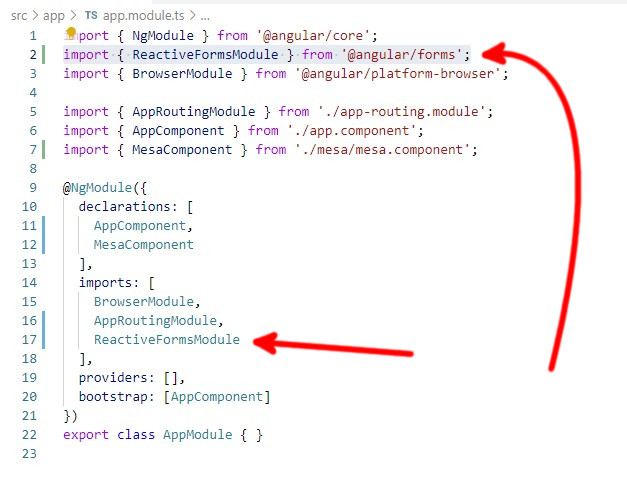 src > app > TS app.module.ts > ...
1 import { NgModule } from '@angular/core';
2 import { ReactiveFormsModule } from '@angular/forms';
3 import { BrowserModule } from '@angular/platform-browser';
4
5 import { AppRoutingModule } from './app-routing.module';
6 import { AppComponent } from './app.component';
7 import { MesaComponent } from './mesa/mesa.component';
8
9 @NgModule({
10   declarations: [
11     AppComponent,
12     MesaComponent
13   ],
14   imports: [
15     BrowserModule,
16     AppRoutingModule,
17     ReactiveFormsModule
18   ],
19   providers: [],
20   bootstrap: [AppComponent]
21 })
22 export class AppModule { }
23